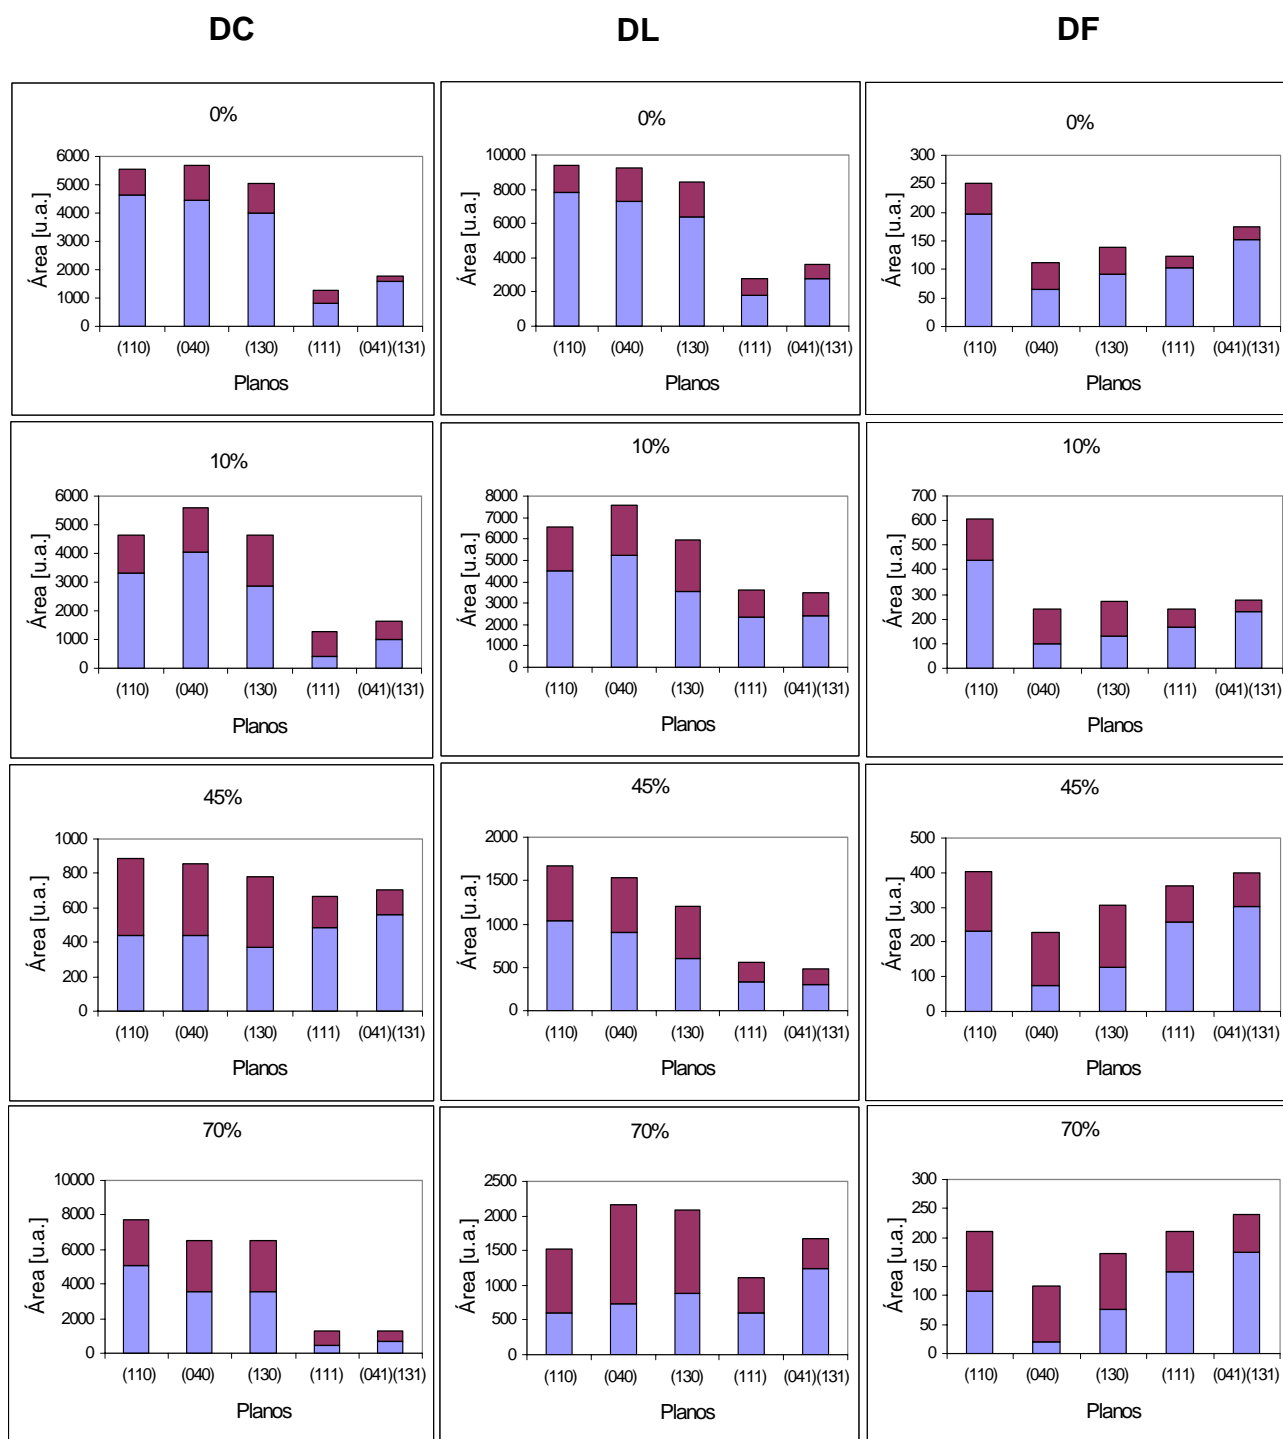 DC DL DF
0%
Área [u.a.]
6000
5000
4000
3000
2000
1000
0
(110) (040) (130) (111) (041)(131)
Planos
0%
Área [u.a.]
10000
8000
6000
4000
2000
0
(110) (040) (130) (111) (041)(131)
Planos
0%
Área [u.a.]
300
250
200
150
100
50
0
(110) (040) (130) (111) (041)(131)
Planos
10%
Área [u.a.]
6000
5000
4000
3000
2000
1000
0
(110) (040) (130) (111) (041)(131)
Planos
10%
Área [u.a.]
8000
7000
6000
5000
4000
3000
2000
1000
0
(110) (040) (130) (111) (041)(131)
Planos
10%
Área [u.a.]
700
600
500
400
300
200
100
0
(110) (040) (130) (111) (041)(131)
Planos
45%
Área [u.a.]
1000
800
600
400
200
0
(110) (040) (130) (111) (041)(131)
Planos
45%
Área [u.a.]
2000
1500
1000
500
0
(110) (040) (130) (111) (041)(131)
Planos
45%
Área [u.a.]
500
400
300
200
100
0
(110) (040) (130) (111) (041)(131)
Planos
70%
Área [u.a.]
10000
8000
6000
4000
2000
0
(110) (040) (130) (111) (041)(131)
Planos
70%
Área [u.a.]
2500
2000
1500
1000
500
0
(110) (040) (130) (111) (041)(131)
Planos
70%
Área [u.a.]
300
250
200
150
100
50
0
(110) (040) (130) (111) (041)(131)
Planos